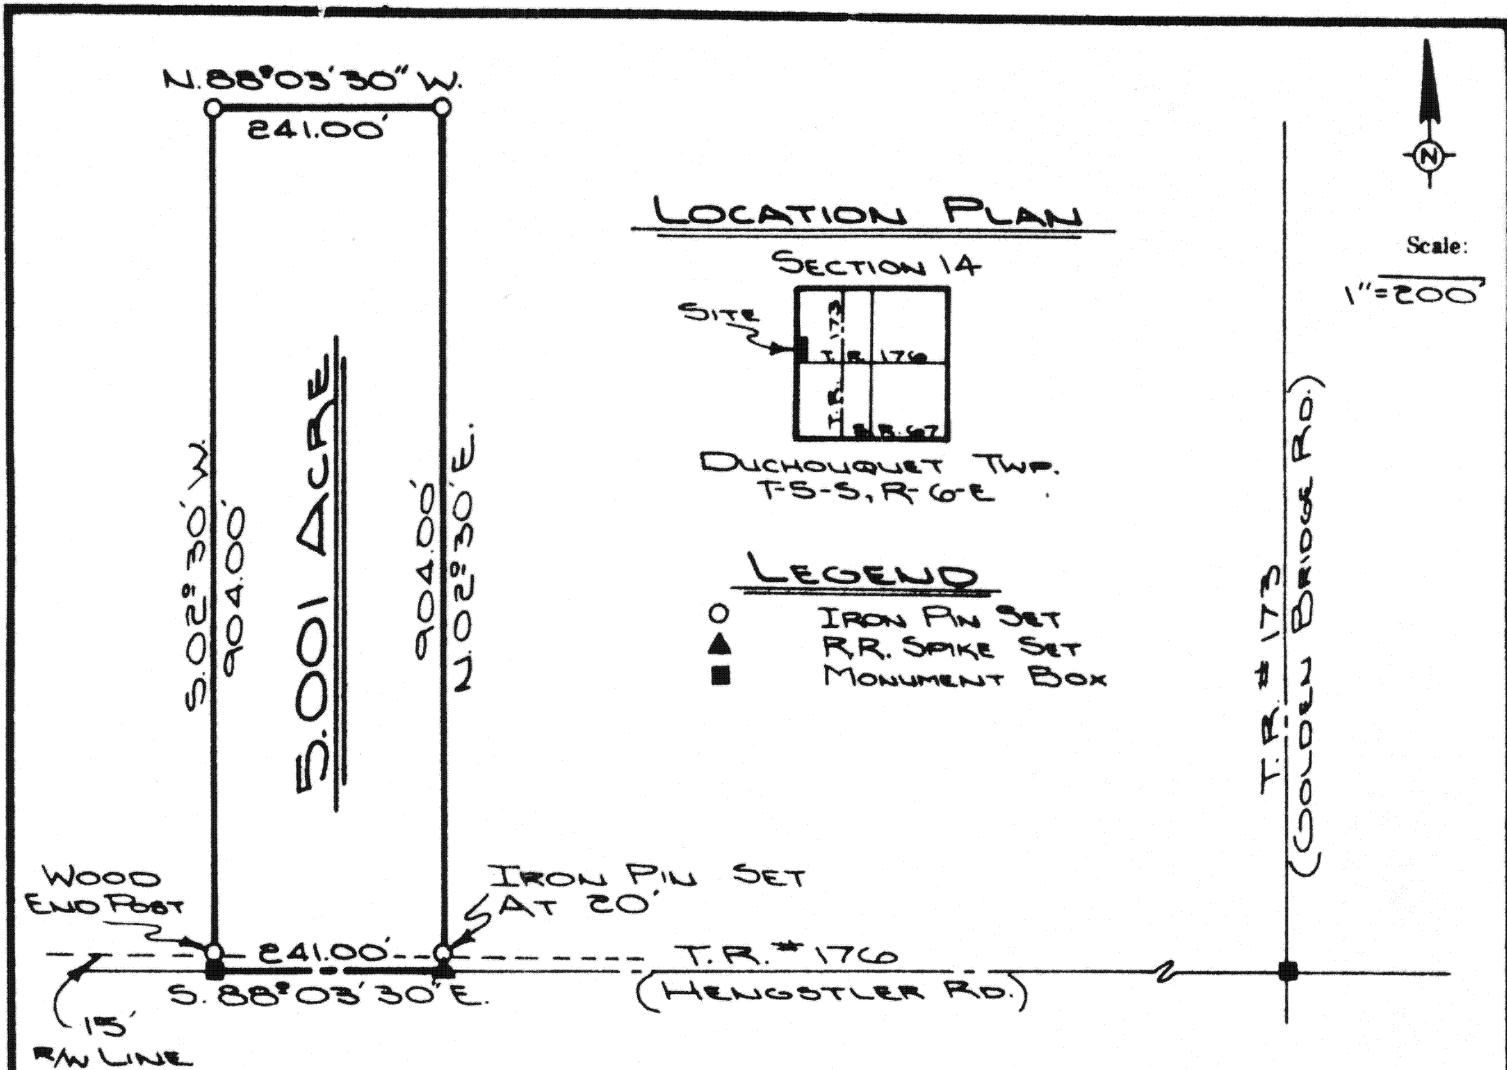 N. 88° 03' 30" W.
241.00'
N
Scale:
1" = 200'
LOCATION PLAN
SECTION 14
SITE
T.R. 173
T.R. 176
R.R. 67
DUCHOUQUET TWP.
T-5-S, R-6-E
S. 02° 30' W.
904.00'
5.001 ACRE
904.00'
N. 02° 30' E.
LEGEND
IRON PIN SET
R.R. SPIKE SET
MONUMENT BOX
T.R. # 173
(GOLDEN BRIDGE RD.)
WOOD
END POST
IRON PIN SET
AT 20'
241.00'
T.R. # 176
S. 88° 03' 30" E.
(HENGSTLER RD.)
15'
R/W LINE